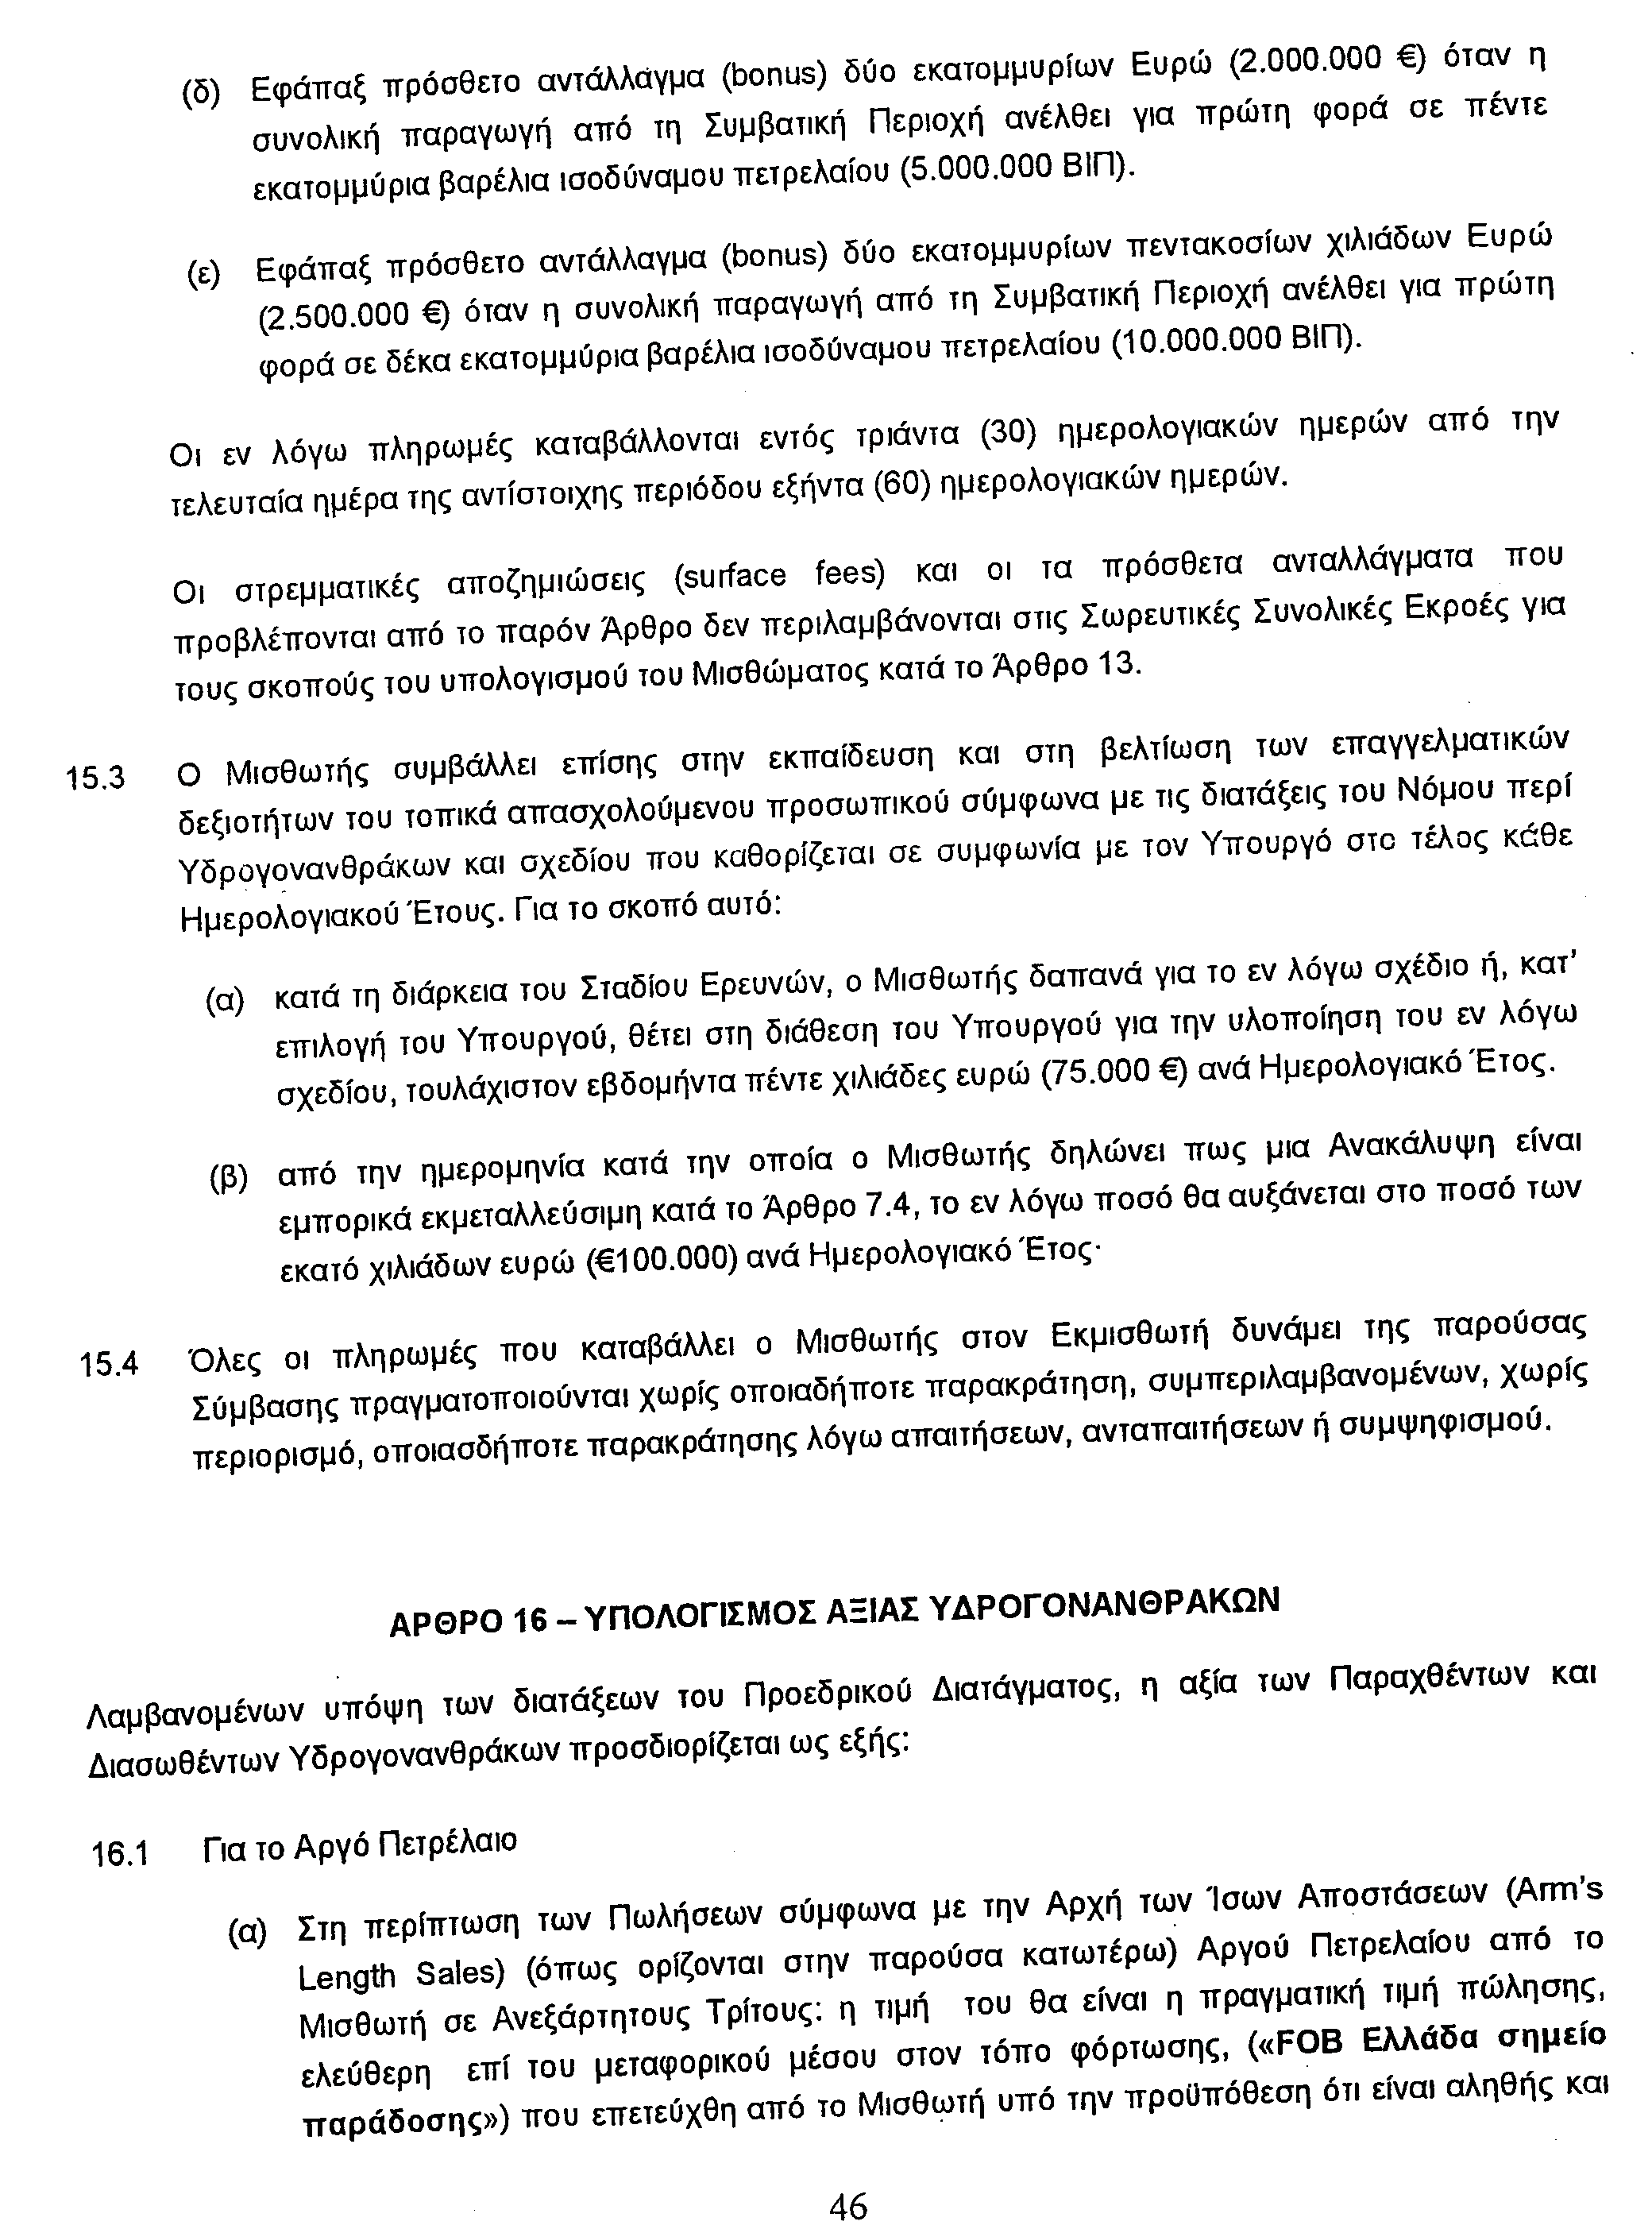 (δ) Εφάπαξ πρόσθετο αντάλλαγμα (bonus) δύο εκατομμυρίων Ευρώ (2.000.000 €) όταν η
συνολική παραγωγή από τη Συμβατική Περιοχή ανέλθει για πρώτη φορά σε πέντε
εκατομμύρια βαρέλια ισοδύναμου πετρελαίου (5.000.000 ΒΙΠ).
(ε) Εφάπαξ πρόσθετο αντάλλαγμα (bonus) δύο εκατομμυρίων πεντακοσίων χιλιάδων Ευρώ
(2.500.000 €) όταν η συνολική παραγωγή από τη Συμβατική Περιοχή ανέλθει για πρώτη
φορά σε δέκα εκατομμύρια βαρέλια ισοδύναμου πετρελαίου (10.000.000 ΒΙΠ).
Οι εν λόγω πληρωμές καταβάλλονται εντός τριάντα (30) ημερολογιακών ημερών από την
τελευταία ημέρα της αντίστοιχης περιόδου εξήντα (60) ημερολογιακών ημερών.
Οι στρεμματικές αποζημιώσεις (surface fees) και οι τα πρόσθετα ανταλλάγματα που
προβλέπονται από το παρόν Άρθρο δεν περιλαμβάνονται στις Σωρευτικές Συνολικές Εκροές για
τους σκοπούς του υπολογισμού του Μισθώματος κατά το Άρθρο 13.
15.3 Ο Μισθωτής συμβάλλει επίσης στην εκπαίδευση και στη βελτίωση των επαγγελματικών
δεξιοτήτων του τοπικά απασχολούμενου προσωπικού σύμφωνα με τις διατάξεις του Νόμου περί
Υδρογονανθράκων και σχεδίου που καθορίζεται σε συμφωνία με τον Υπουργό στο τέλος κάθε
Ημερολογιακού Έτους. Για το σκοπό αυτό:
(α) κατά τη διάρκεια του Σταδίου Ερευνών, ο Μισθωτής δαπανά για το εν λόγω σχέδιο ή, κατ'
επιλογή του Υπουργού, θέτει στη διάθεση του Υπουργού για την υλοποίηση του εν λόγω
σχεδίου, τουλάχιστον εβδομήντα πέντε χιλιάδες ευρώ (75.000 €) ανά Ημερολογιακό Έτος.
(β) από την ημερομηνία κατά την οποία ο Μισθωτής δηλώνει πως μια Ανακάλυψη είναι
εμπορικά εκμεταλλεύσιμη κατά το Άρθρο 7.4, το εν λόγω ποσό θα αυξάνεται στο ποσό των
εκατό χιλιάδων ευρώ (€100.000) ανά Ημερολογιακό Έτος·
15.4 Όλες οι πληρωμές που καταβάλλει ο Μισθωτής στον Εκμισθωτή δυνάμει της παρούσας
Σύμβασης πραγματοποιούνται χωρίς οποιαδήποτε παρακράτηση, συμπεριλαμβανομένων, χωρίς
περιορισμό, οποιασδήποτε παρακράτησης λόγω απαιτήσεων, ανταπαιτήσεων ή συμψηφισμού.
ΑΡΘΡΟ 16 – ΥΠΟΛΟΓΙΣΜΟΣ ΑΞΙΑΣ ΥΔΡΟΓΟΝΑΝΘΡΑΚΩΝ
Λαμβανομένων υπόψη των διατάξεων του Προεδρικού Διατάγματος, η αξία των Παραχθέντων και
Διασωθέντων Υδρογονανθράκων προσδιορίζεται ως εξής:
16.1 Για το Αργό Πετρέλαιο
(α) Στη περίπτωση των Πωλήσεων σύμφωνα με την Αρχή των Ίσων Αποστάσεων (Arm's
Length Sales) (όπως ορίζονται στην παρούσα κατωτέρω) Αργού Πετρελαίου από το
Μισθωτή σε Ανεξάρτητους Τρίτους: η τιμή του θα είναι η πραγματική τιμή πώλησης,
ελεύθερη επί του μεταφορικού μέσου στον τόπο φόρτωσης, («FOB Ελλάδα σημείο
παράδοσης») που επετεύχθη από το Μισθωτή υπό την προϋπόθεση ότι είναι αληθής και
46